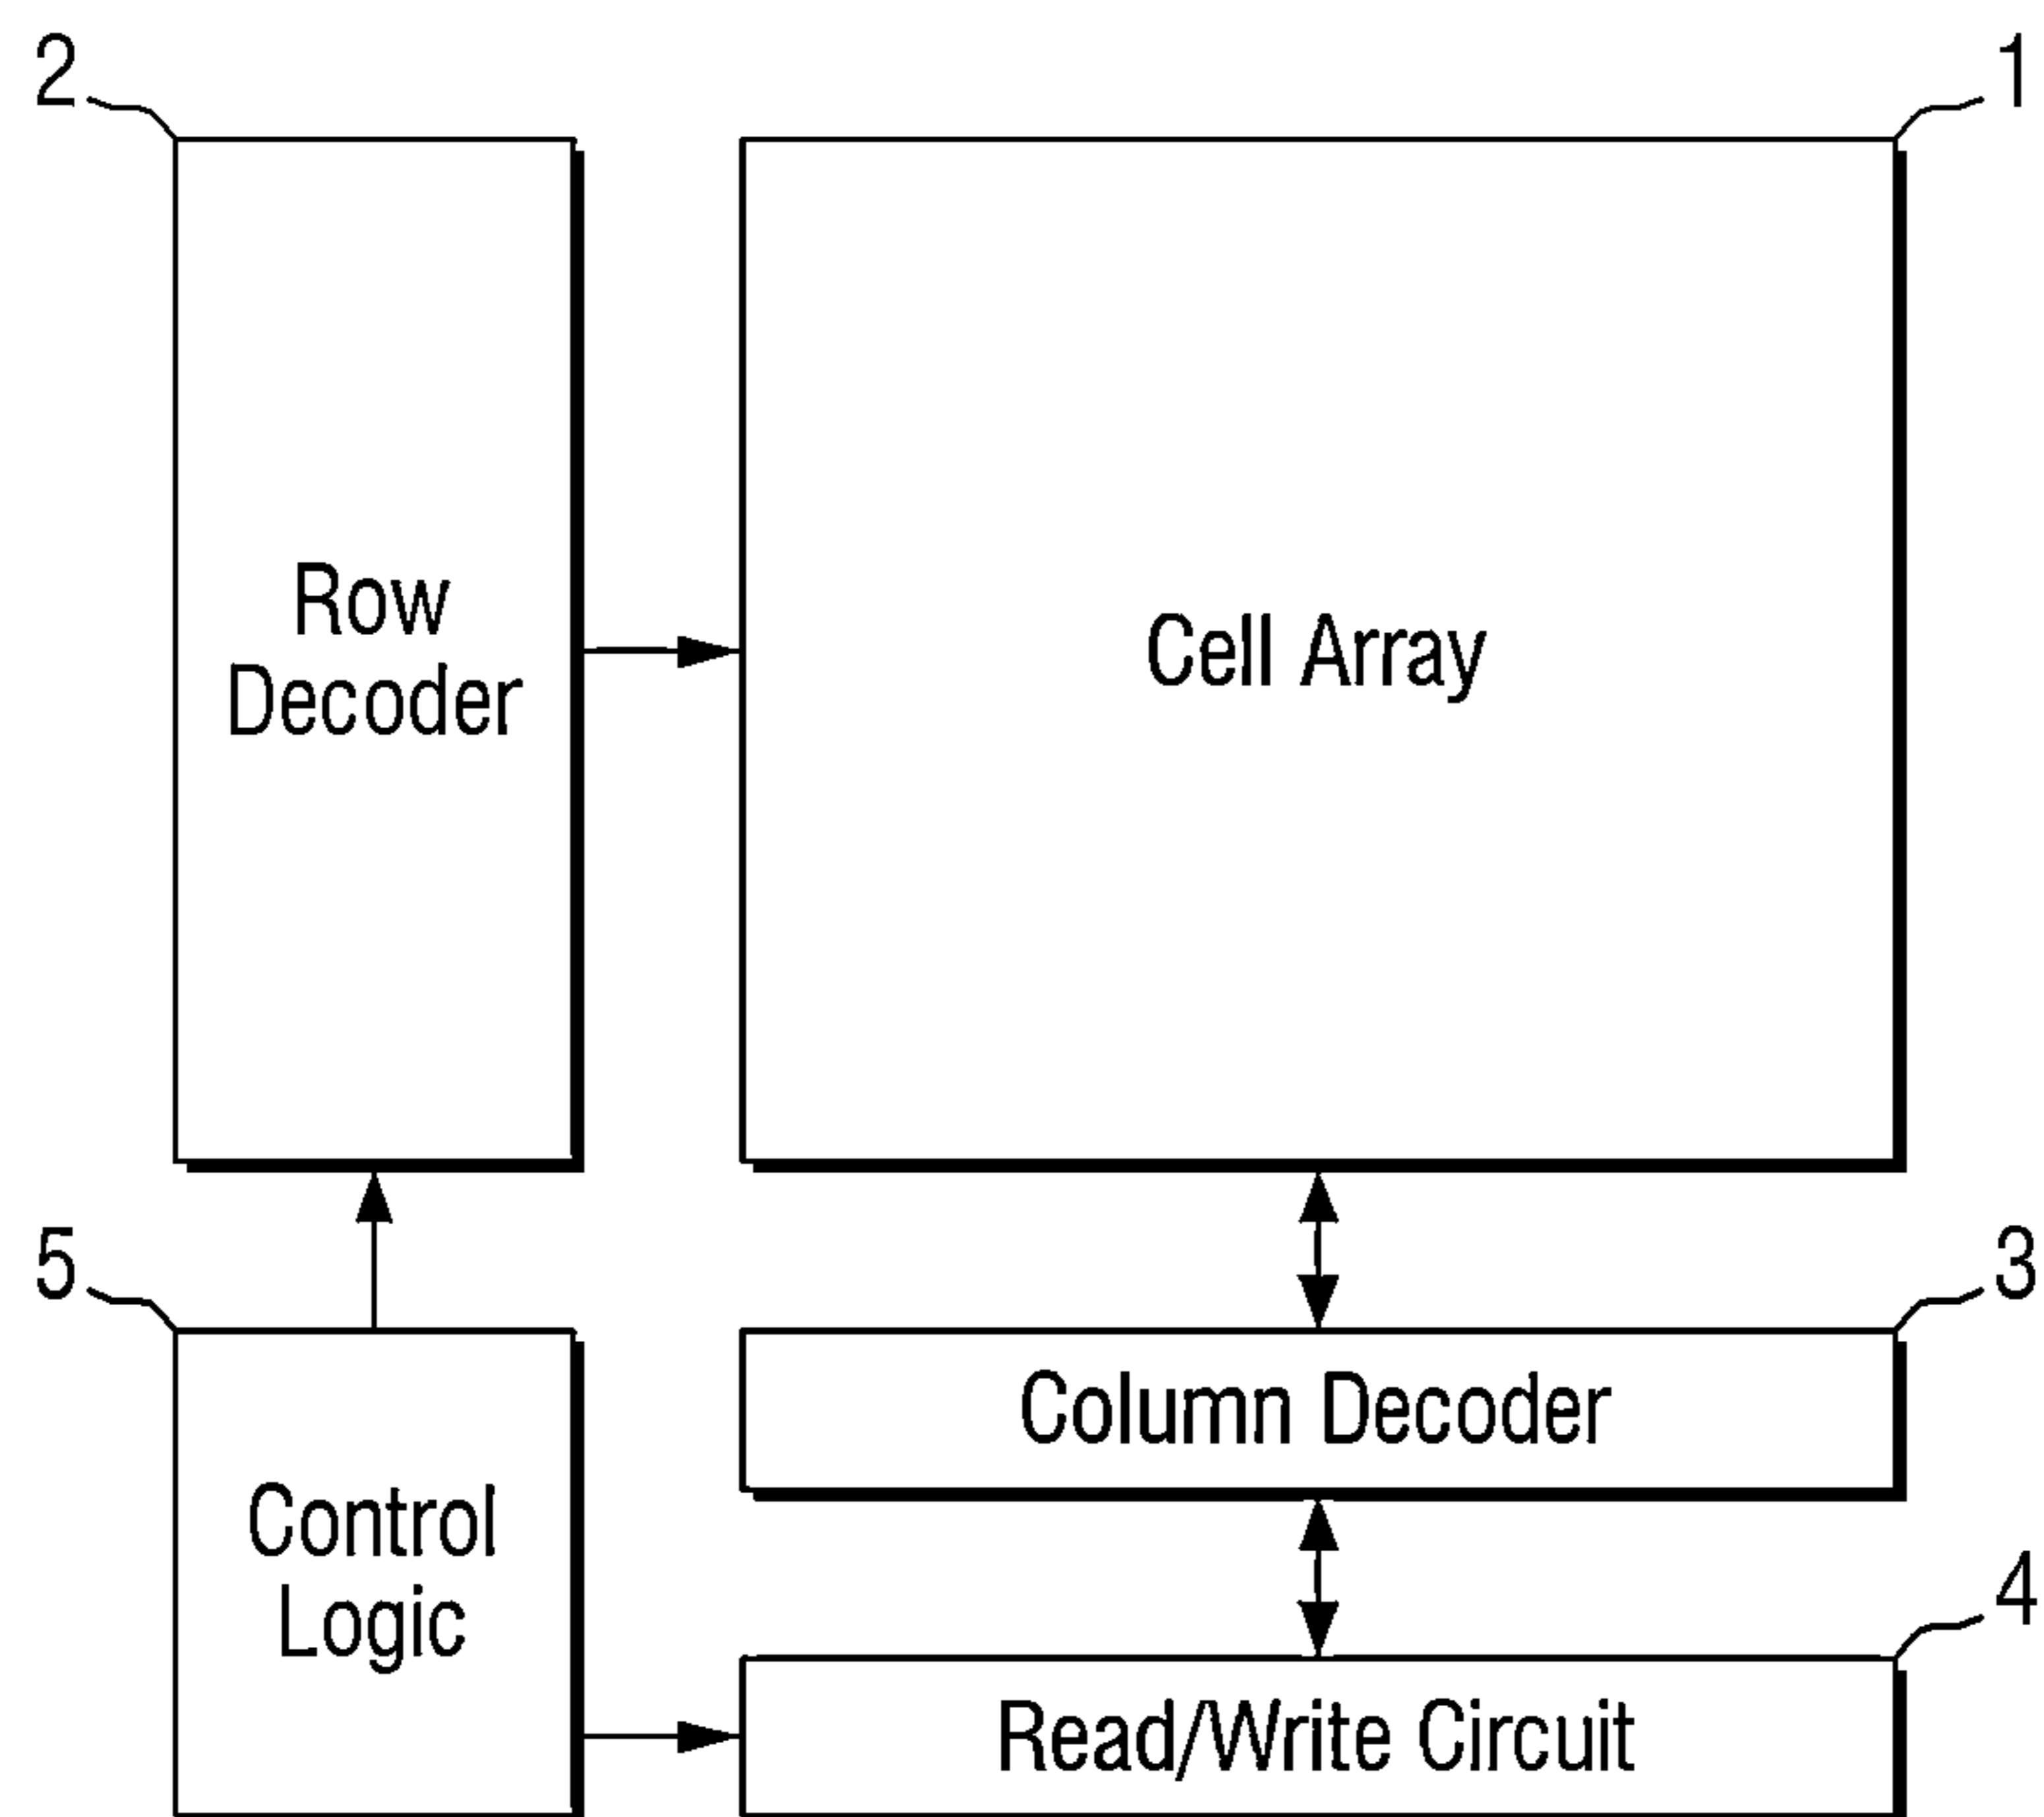 2
1
Row
Decoder
Cell Array
5
3
Column Decoder
Control
Logic
4
Read/Write Circuit